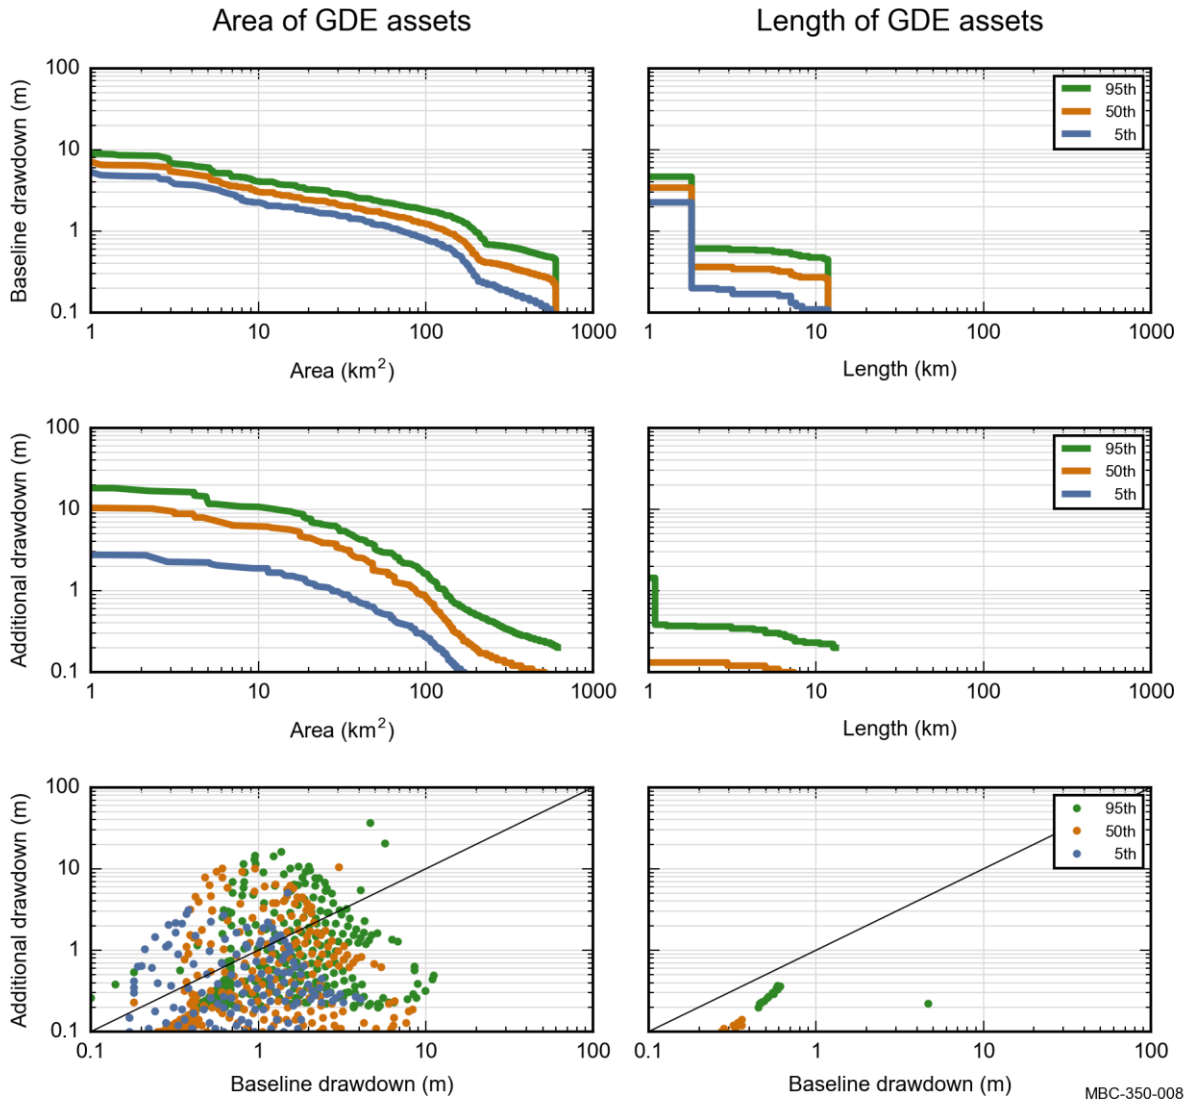 Area of GDE assets
Length of GDE assets
Baseline drawdown (m)
100
10
1
0.1
1
10
100
1000
Area (km²)
95th
50th
5th
1
10
100
1000
Length (km)
Additional drawdown (m)
100
10
1
0.1
1
10
100
1000
Area (km²)
95th
50th
5th
1
10
100
1000
Length (km)
Additional drawdown (m)
100
10
1
0.1
0.1
1
10
100
Baseline drawdown (m)
95th
50th
5th
0.1
1
10
100
Baseline drawdown (m)
MBC-350-008